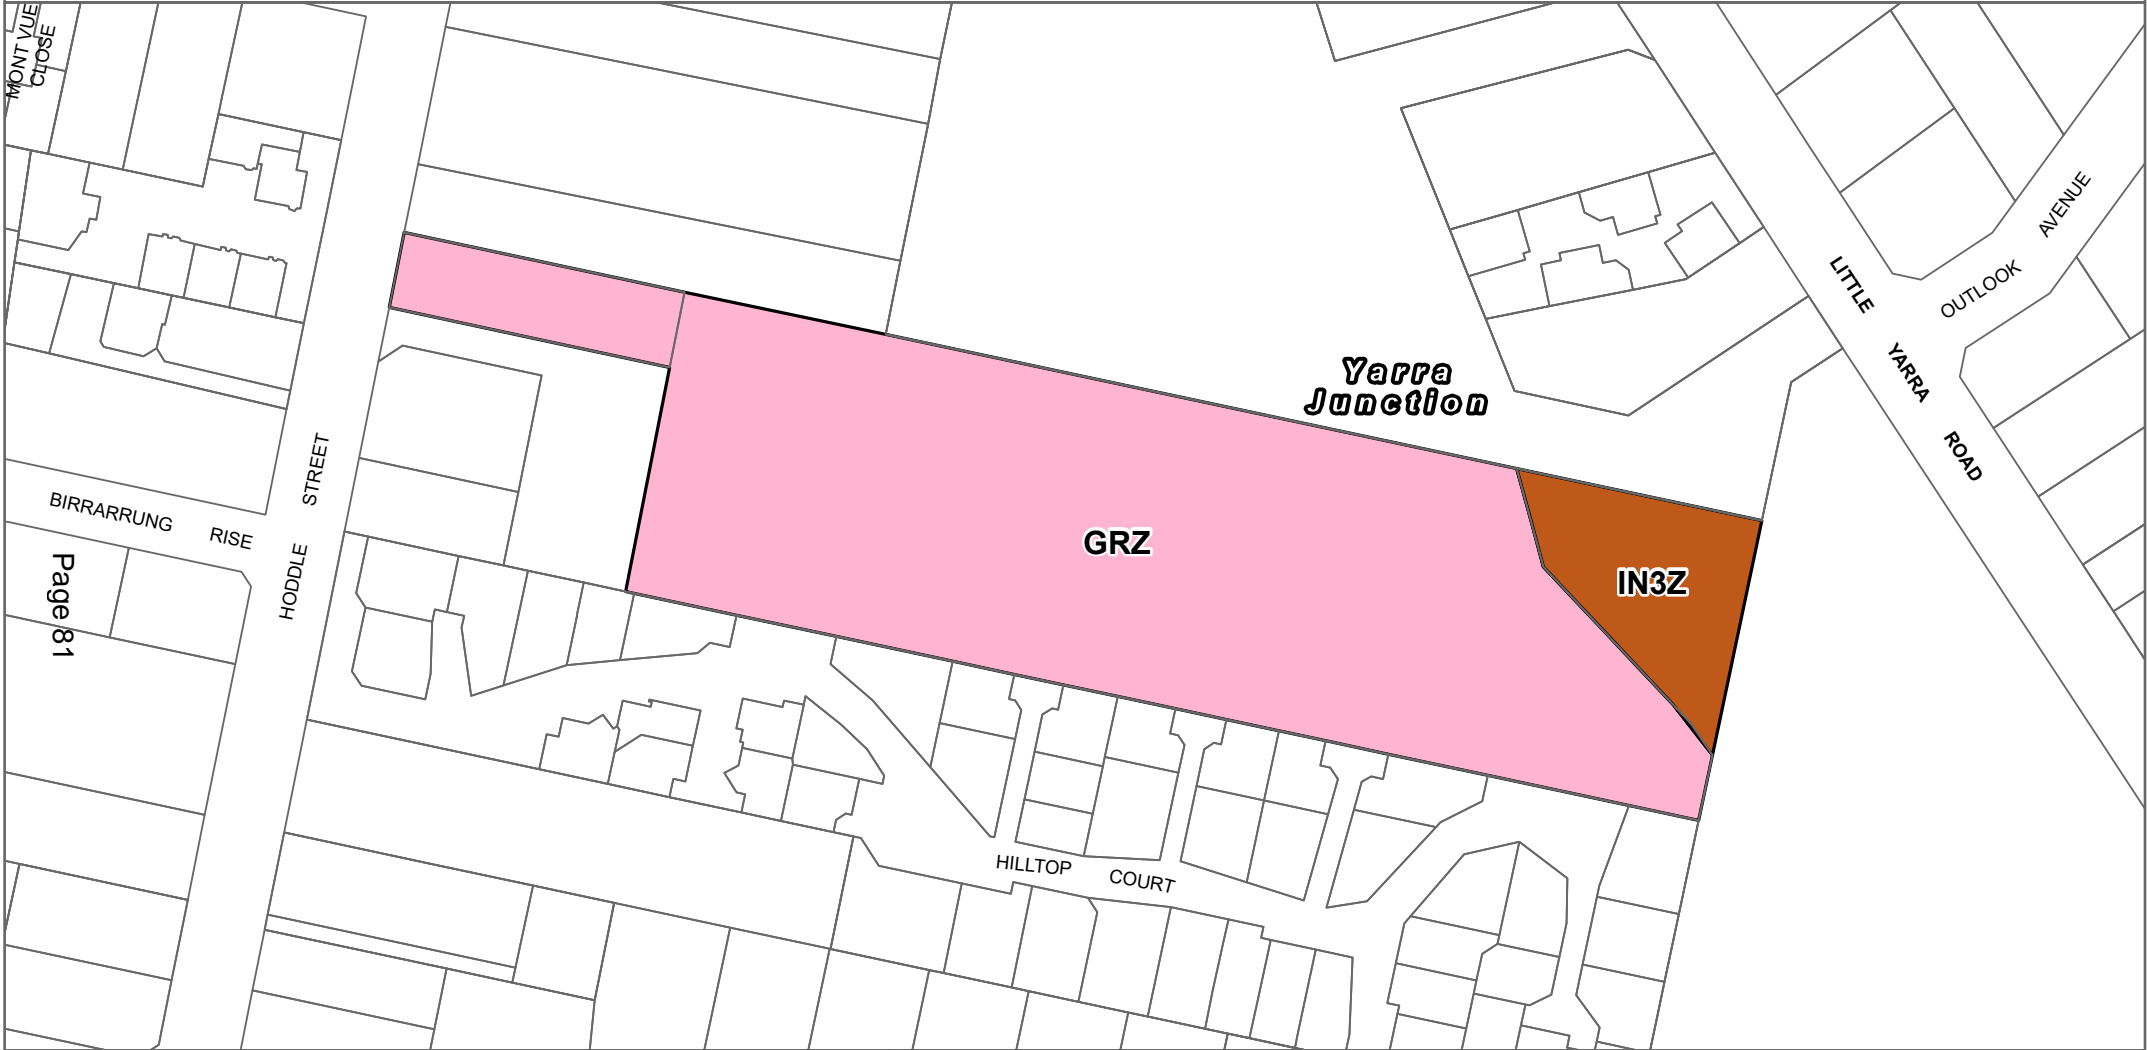 MONT VUE
CLOSE
Yarra
Junction
LITTLE YARRA ROAD
OUTLOOK AVENUE
GRZ
IN3Z
HODDLE STREET
BIRRARRUNG RISE
Page 81
HILLTOP COURT